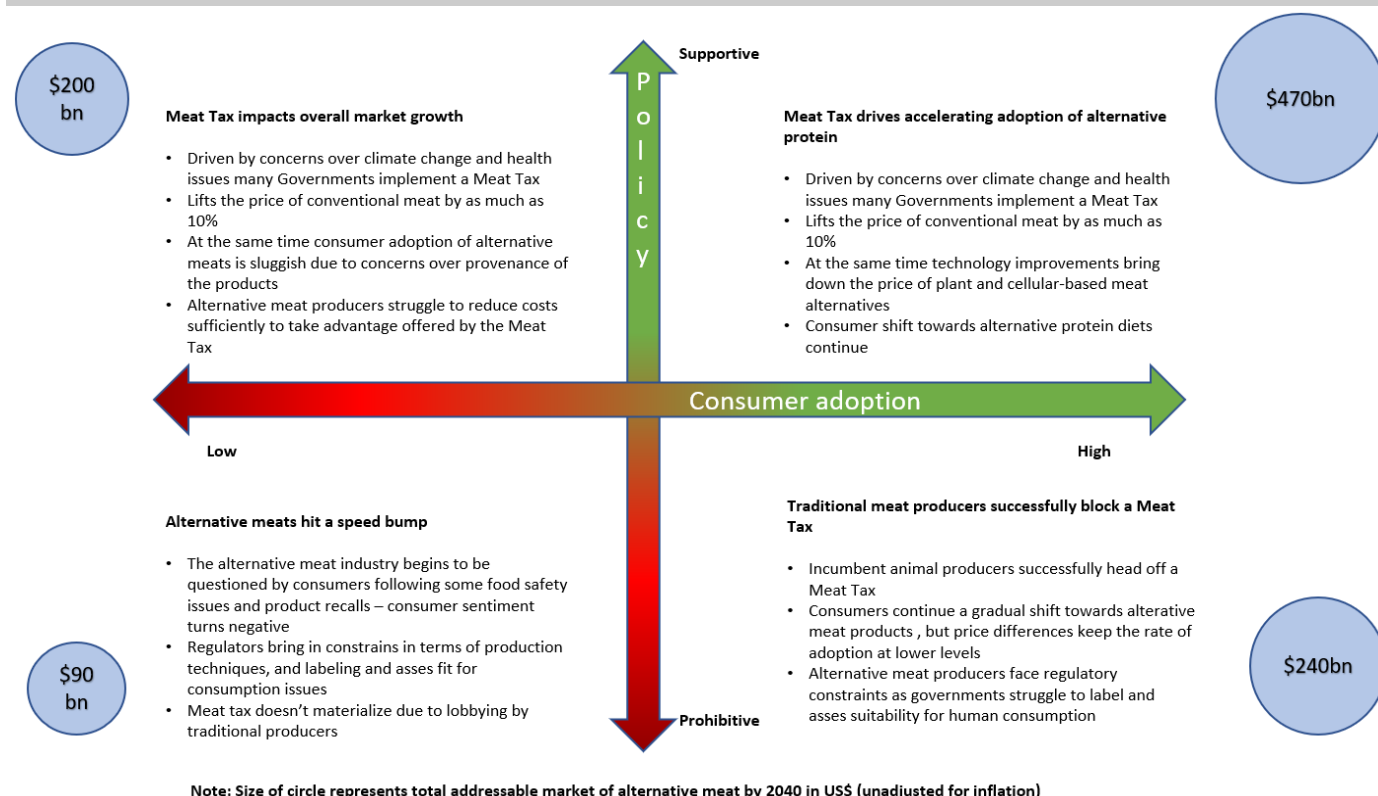 $200
bn
Meat Tax impacts overall market growth
• Driven by concerns over climate change and health
issues many Governments implement a Meat Tax
• Lifts the price of conventional meat by as much as
10%
• At the same time consumer adoption of alternative
meats is sluggish due to concerns over provenance of
the products
• Alternative meat producers struggle to reduce costs
sufficiently to take advantage offered by the Meat
Tax
Supportive
Policy
$470bn
Meat Tax drives accelerating adoption of alternative
protein
• Driven by concerns over climate change and health
issues many Governments implement a Meat Tax
• Lifts the price of conventional meat by as much as
10%
• At the same time technology improvements bring
down the price of plant and cellular-based meat
alternatives
• Consumer shift towards alternative protein diets
continue
Consumer adoption
Low
High
Alternative meats hit a speed bump
• The alternative meat industry begins to be
questioned by consumers following some food safety
issues and product recalls – consumer sentiment
turns negative
• Regulators bring in constrains in terms of production
techniques, and labeling and asses fit for
consumption issues
• Meat tax doesn’t materialize due to lobbying by
traditional producers
$90
bn
Prohibitive
Traditional meat producers successfully block a Meat
Tax
• Incumbent animal producers successfully head off a
Meat Tax
• Consumers continue a gradual shift towards alterative
meat products , but price differences keep the rate of
adoption at lower levels
• Alternative meat producers face regulatory
constraints as governments struggle to label and
asses suitability for human consumption
$240bn
Note: Size of circle represents total addressable market of alternative meat by 2040 in US$ (unadjusted for inflation)